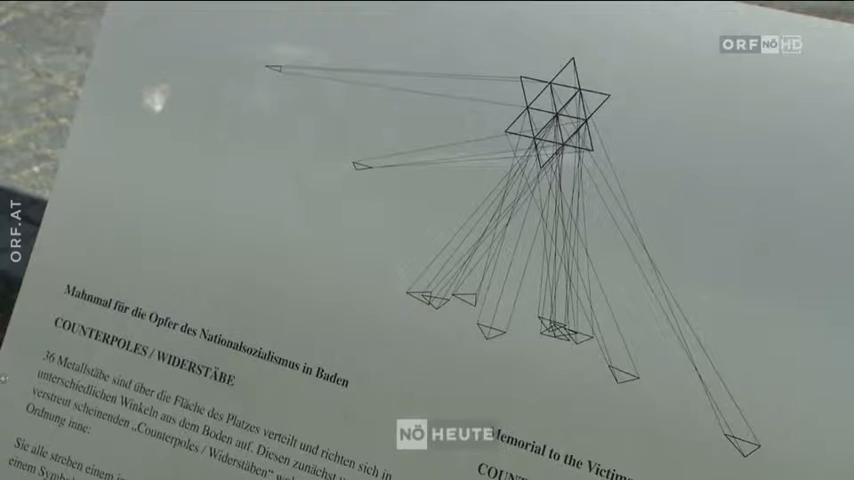 ORF NÖ HD
ORF.AT
Mahnmal für die Opfer des Nationalsozialismus in Baden
COUNTERPOLES / WIDERSTÄBE
36 Metallstäbe sind über die Fläche des Platzes verteilt und richten sich in
unterschiedlichen Winkeln aus dem Boden auf. Diesen zunächst
verstreut scheinenden „Counterpoles / Widerstäben“
Ordnung inne:
Sie alle streben einem
einem
NÖ HEUTE
Memorial to the